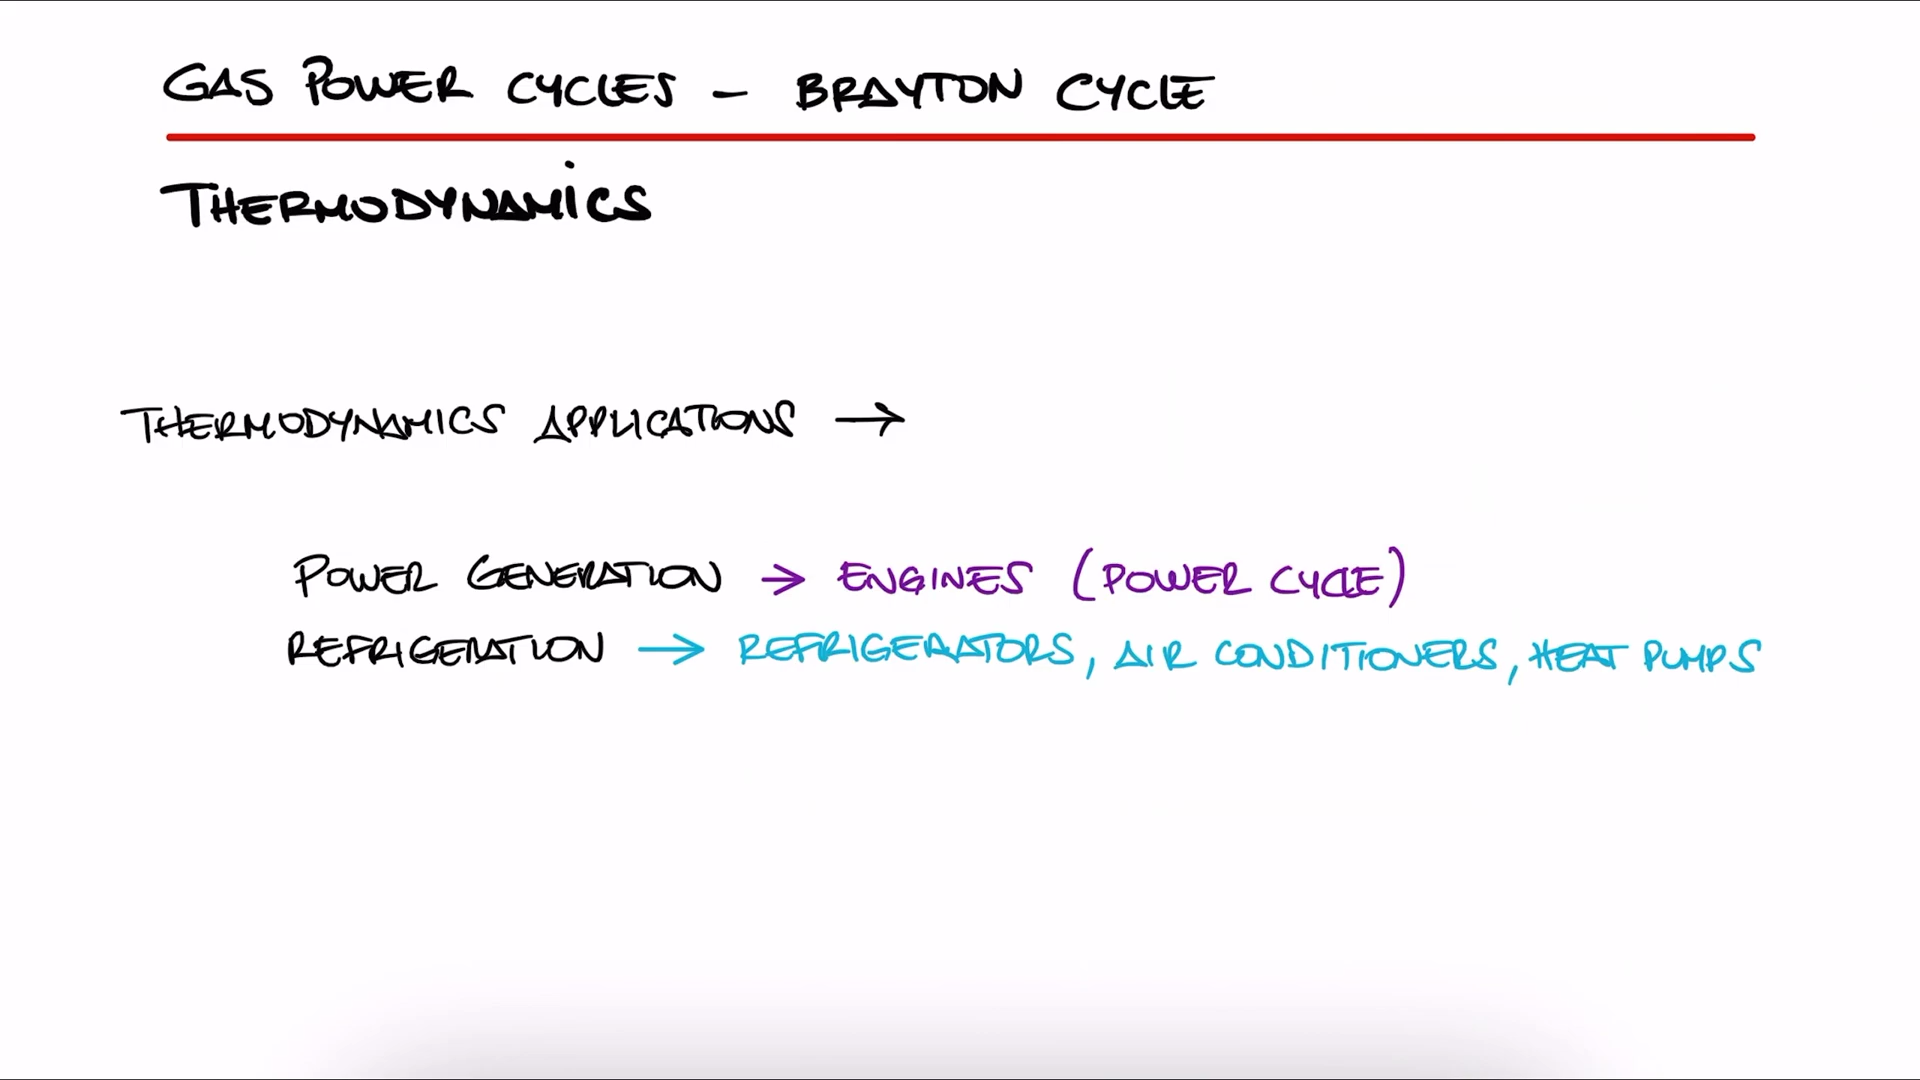 GAS POWER CYCLES – BRAYTON CYCLE
THERMODYNAMICS
THERMODYNAMICS APPLICATIONS →
POWER GENERATION → ENGINES (POWER CYCLE)
REFRIGERATION → REFRIGERATORS, AIR CONDITIONERS, HEAT PUMPS